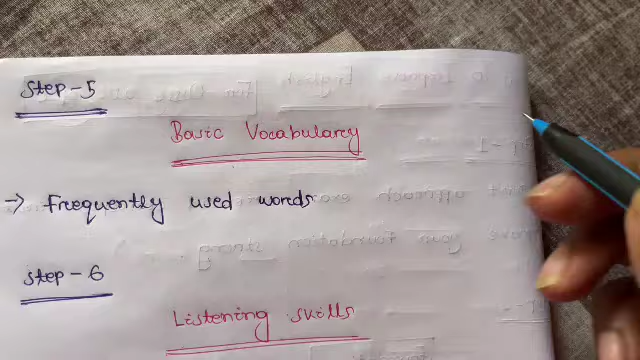 Step-5
Basic Vocabulary
→ Frequently used words
Step-6
Listening skills